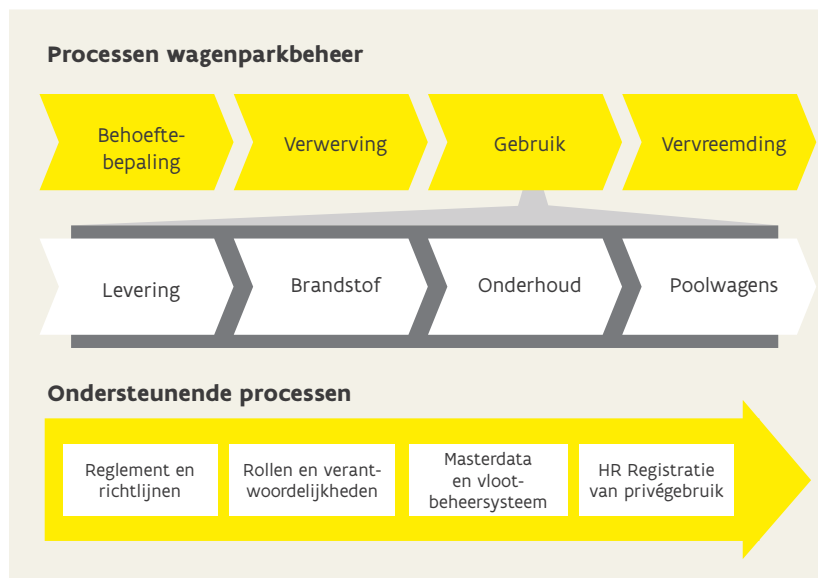 Processen wagenparkbeheer
Behoefte-
bepaling
Verwerving
Gebruik
Vervreemding
Levering
Brandstof
Onderhoud
Poolwagens
Ondersteunende processen
Reglement en
richtlijnen
Rollen en verant-
woordelijkheden
Masterdata
en vloot-
beheersysteem
HR Registratie
van privégebruik